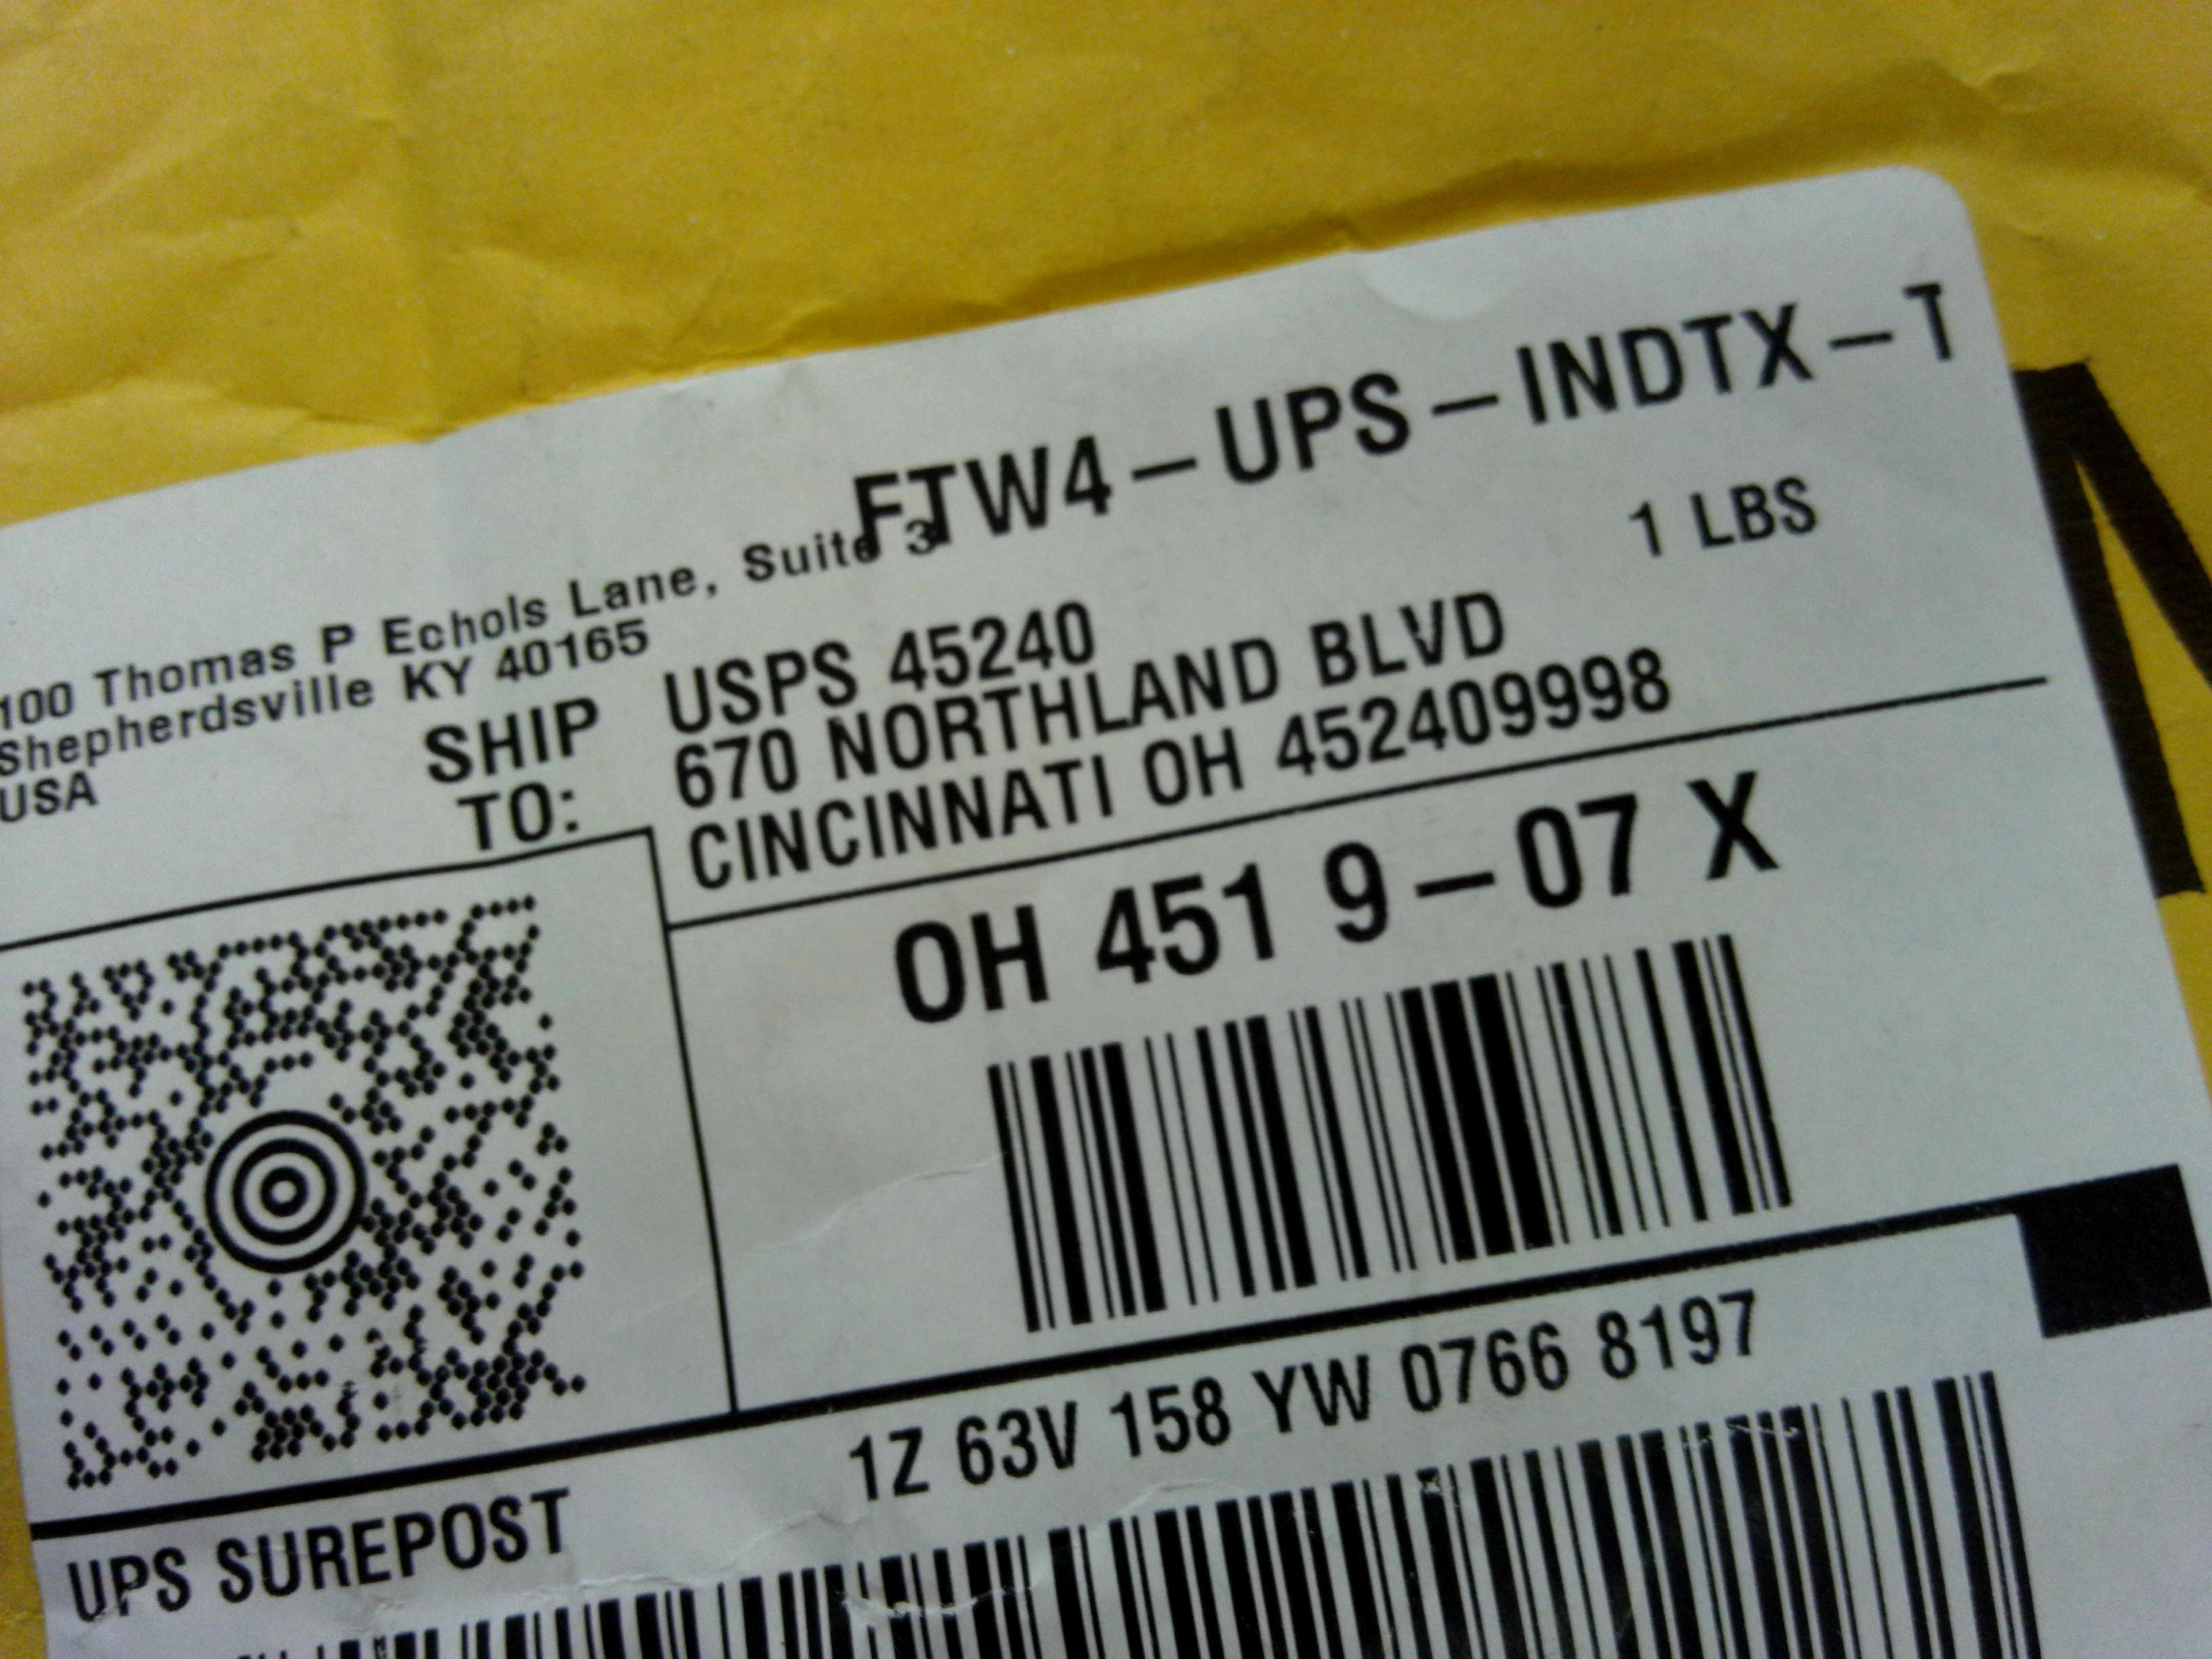 FTW4-UPS-INDTX-T
1 LBS
100 Thomas P Echols Lane, Suite 3
Shepherdsville KY 40165
USA
SHIP TO:
USPS 45240
670 NORTHLAND BLVD
CINCINNATI OH 452409998
OH 451 9-07 X
1Z 63V 158 YW 0766 8197
UPS SUREPOST